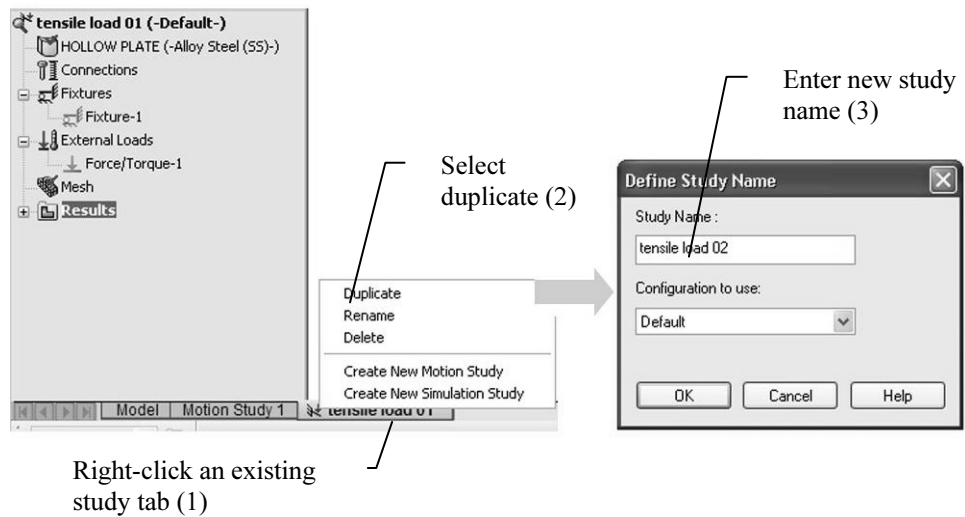 tensile load 01 (-Default-)
HOLLOW PLATE (-Alloy Steel (SS)-)
Connections
Fixtures
Fixture-1
External Loads
Force/Torque-1
Mesh
Results
Select
duplicate (2)
Enter new study
name (3)
Duplicate
Rename
Delete
Create New Motion Study
Create New Simulation Study
Model
Motion Study 1
tensile load 01
Define Study Name
Study Name :
tensile load 02
Configuration to use:
Default
OK
Cancel
Help
Right-click an existing
study tab (1)